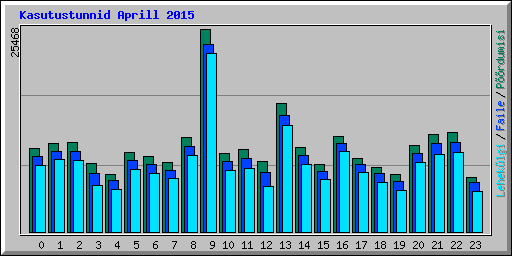 Kasutustunnid Aprill 2015
25468
0 1 2 3 4 5 6 7 8 9 10 11 12 13 14 15 16 17 18 19 20 21 22 23
Lehekülgi / Faile / Pöördumisi